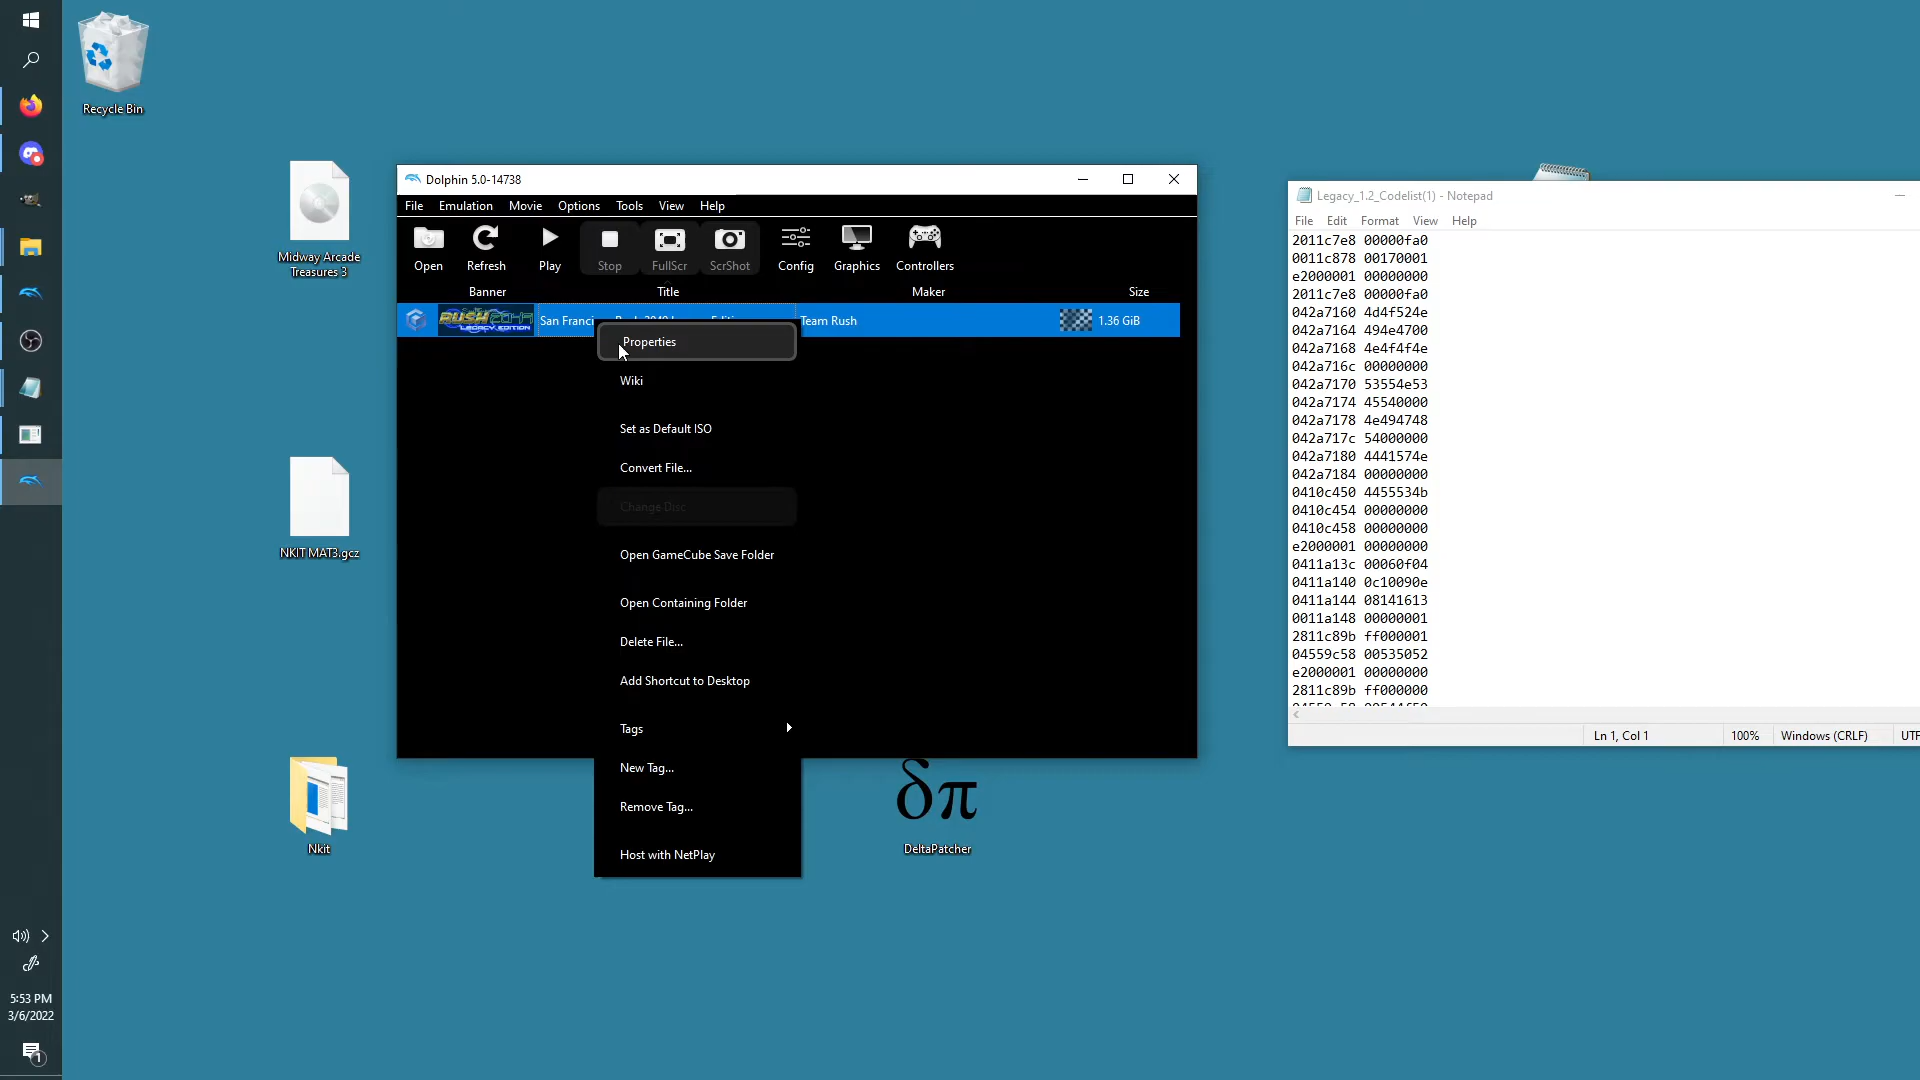 Recycle Bin
Midway Arcade
Treasures 3
NKIT MAT3.gcz
Nkit
5:53 PM
3/6/2022
1
Dolphin 5.0-14738
File Emulation Movie Options Tools View Help
Open Refresh Play Stop FullScr ScrShot Config Graphics Controllers
Banner Title Maker Size
RUSH 2049
LEGACY EDITION
San Franci Team Rush 1.36 GiB
Properties
Wiki
Set as Default ISO
Convert File...
Change Disc
Open GameCube Save Folder
Open Containing Folder
Delete File...
Add Shortcut to Desktop
Tags
New Tag...
Remove Tag...
Host with NetPlay
δπ
DeltaPatcher
Legacy_1.2_Codelist(1) - Notepad
File Edit Format View Help
2011c7e8 00000fa0
0011c878 00170001
e2000001 00000000
2011c7e8 00000fa0
042a7160 4d4f524e
042a7164 494e4700
042a7168 4e4f4f4e
042a716c 00000000
042a7170 53554e53
042a7174 45540000
042a7178 4e494748
042a717c 54000000
042a7180 4441574e
042a7184 00000000
0410c450 4455534b
0410c454 00000000
0410c458 00000000
e2000001 00000000
0411a13c 00060f04
0411a140 0c10090e
0411a144 08141613
0011a148 00000001
2811c89b ff000001
04559c58 00535052
e2000001 00000000
2811c89b ff000000
Ln 1, Col 1 100% Windows (CRLF) UTF